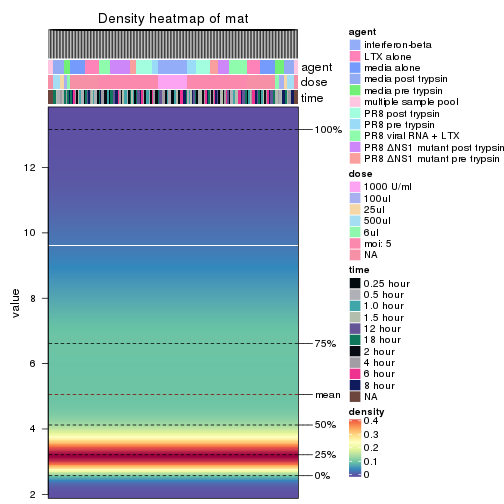 Density heatmap of mat
agent
dose
time
value
12
10
8
6
4
2
100%
75%
mean
50%
25%
0%
agent
interferon-beta
LTX alone
media alone
media post trypsin
media pre trypsin
multiple sample pool
PR8 post trypsin
PR8 pre trypsin
PR8 viral RNA + LTX
PR8 ΔNS1 mutant post trypsin
PR8 ΔNS1 mutant pre trypsin
dose
1000 U/ml
100ul
25ul
500ul
6ul
moi: 5
NA
time
0.25 hour
0.5 hour
1.0 hour
1.5 hour
12 hour
18 hour
2 hour
4 hour
6 hour
8 hour
NA
density
0.4
0.3
0.2
0.1
0